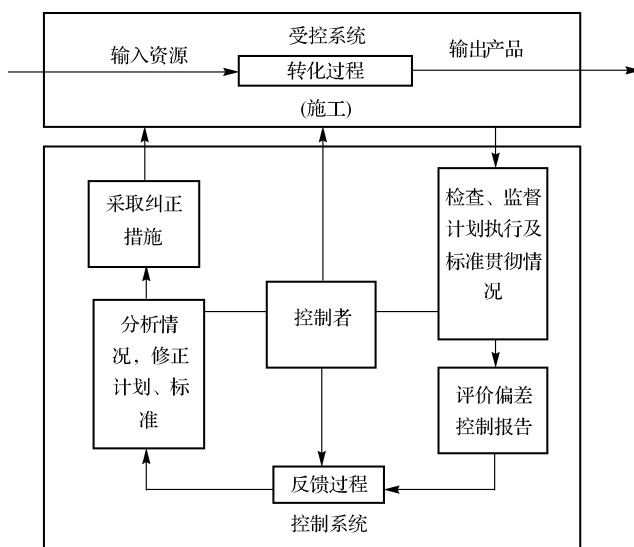 受控系统
输入资源
输出产品
转化过程
(施工)
采取纠正
措施
检查、监督
计划执行及
标准贯彻情
况
控制者
分析情
况，修正
计划、标
准
评价偏差
控制报告
反馈过程
控制系统